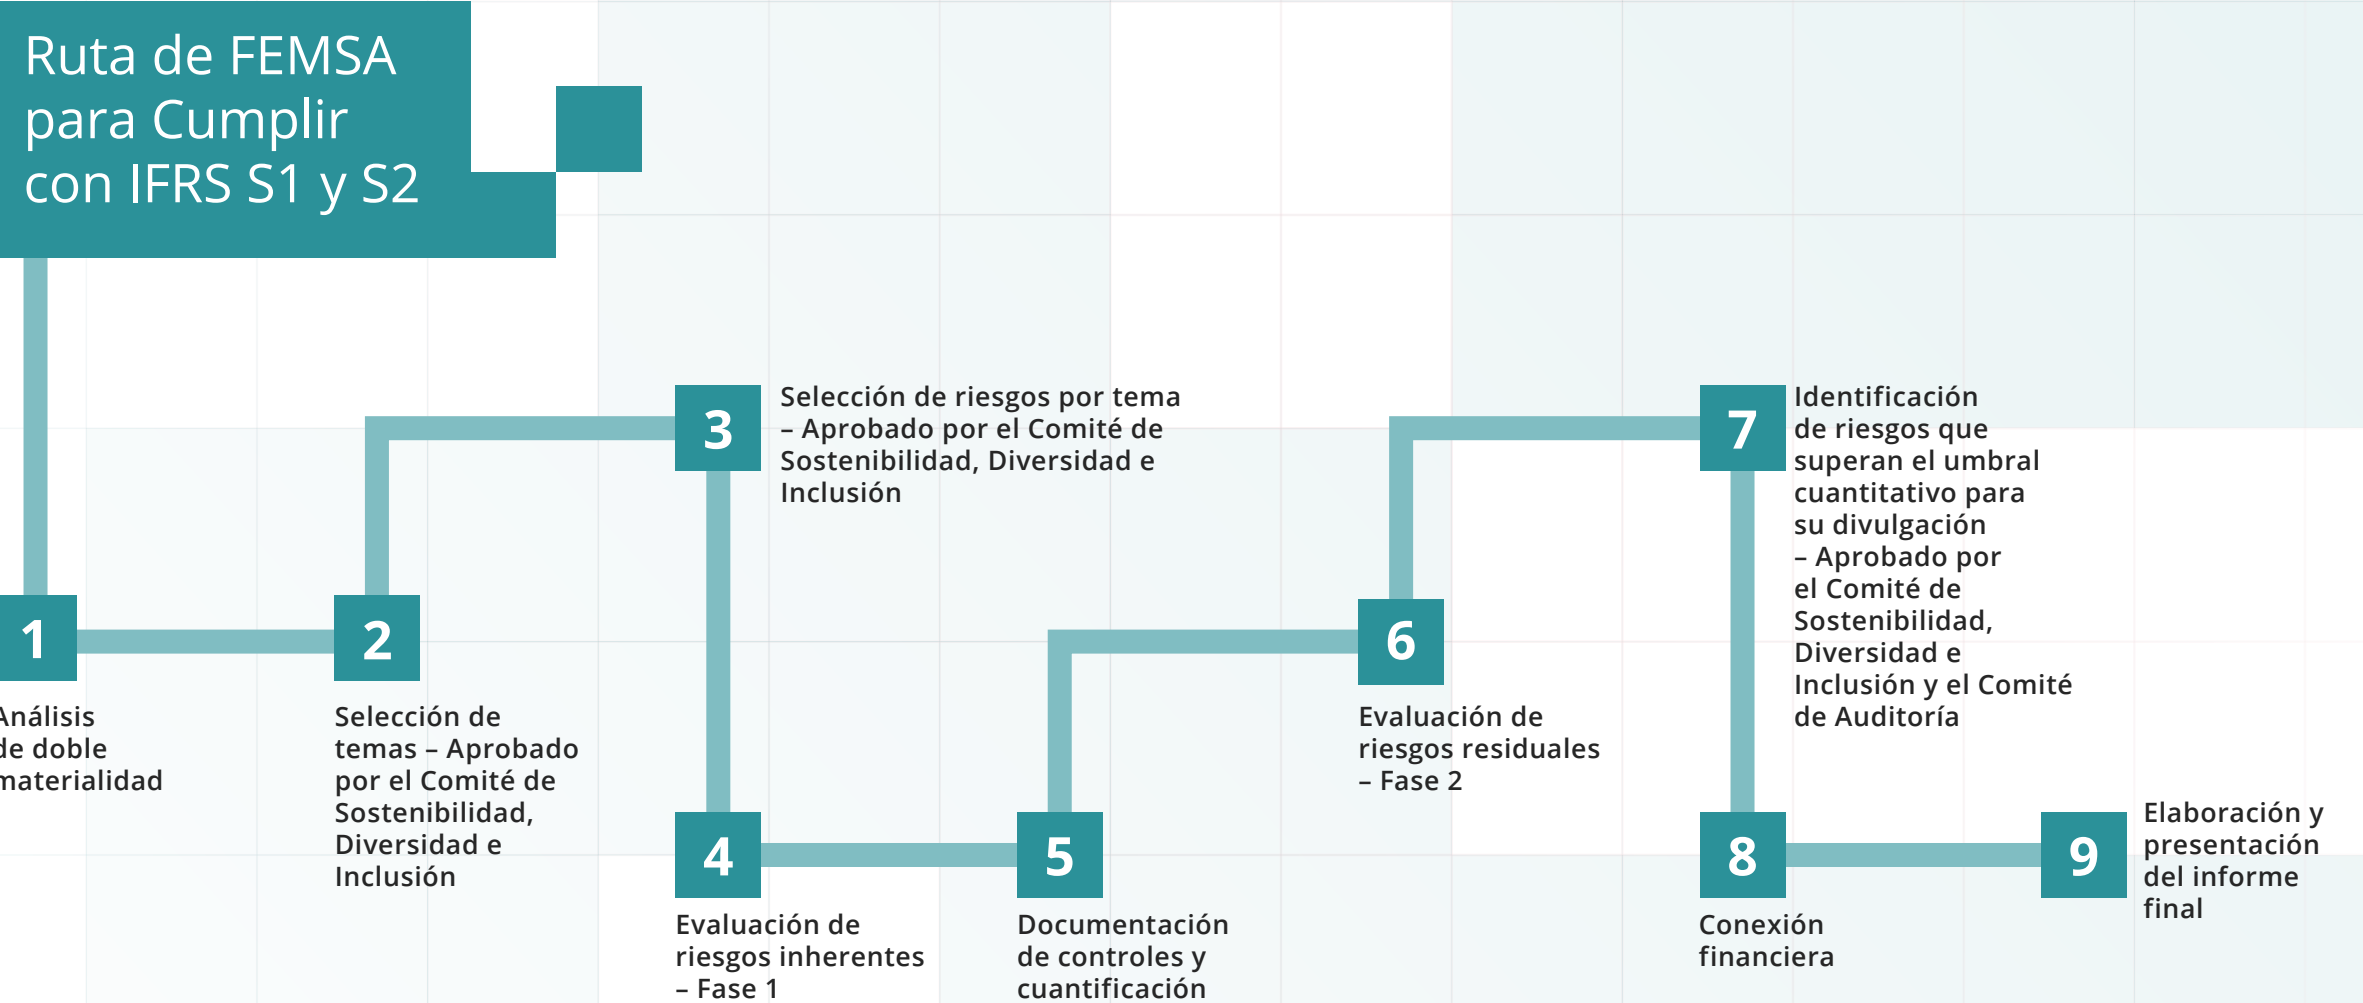 Ruta de FEMSA
para Cumplir
con IFRS S1 y S2
1
Análisis
de doble
materialidad
2
Selección de
temas – Aprobado
por el Comité de
Sostenibilidad,
Diversidad e
Inclusión
3
Selección de riesgos por tema
– Aprobado por el Comité de
Sostenibilidad, Diversidad e
Inclusión
4
Evaluación de
riesgos inherentes
– Fase 1
5
Documentación
de controles y
cuantificación
6
Evaluación de
riesgos residuales
– Fase 2
7
Identificación
de riesgos que
superan el umbral
cuantitativo para
su divulgación
– Aprobado por
el Comité de
Sostenibilidad,
Diversidad e
Inclusión y el Comité
de Auditoría
8
Conexión
financiera
9
Elaboración y
presentación
del informe
final